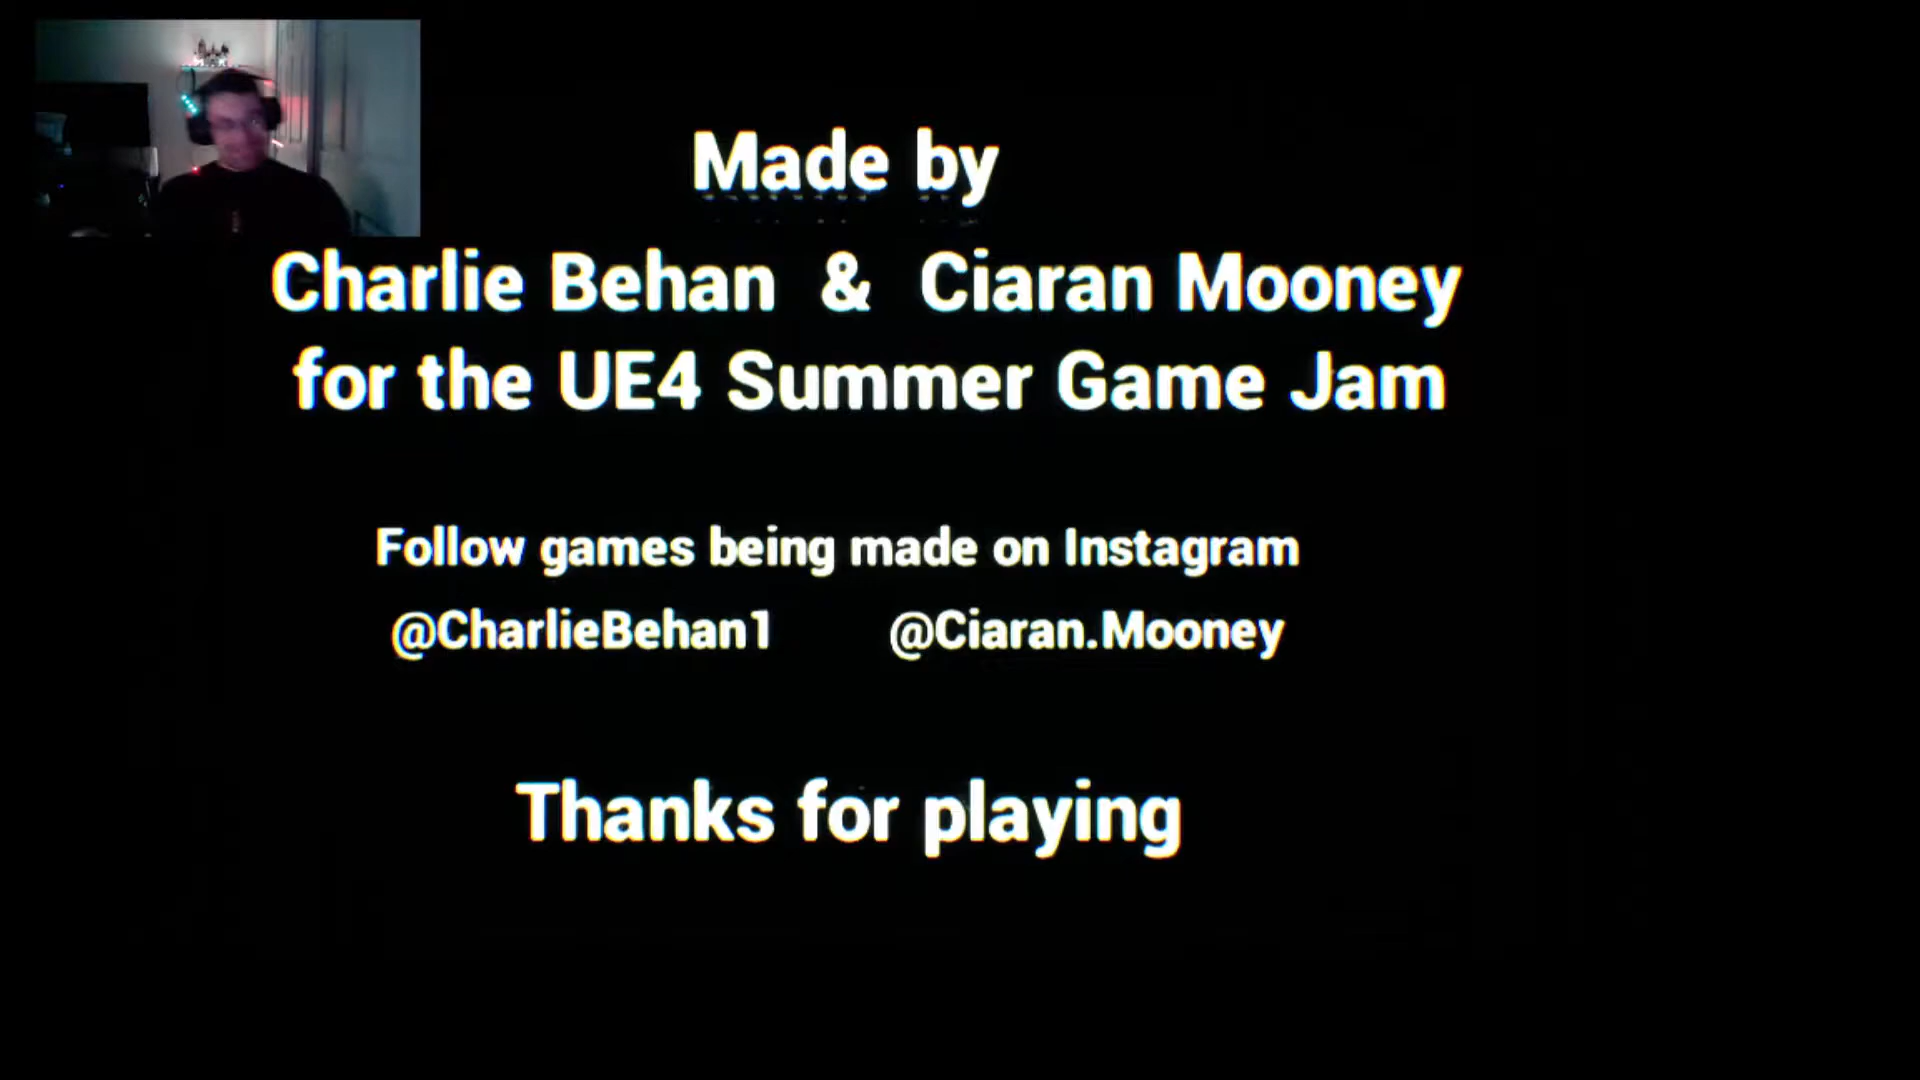 Made by
Charlie Behan & Ciaran Mooney
for the UE4 Summer Game Jam
Follow games being made on Instagram
@CharlieBehan1 @Ciaran.Mooney
Thanks for playing